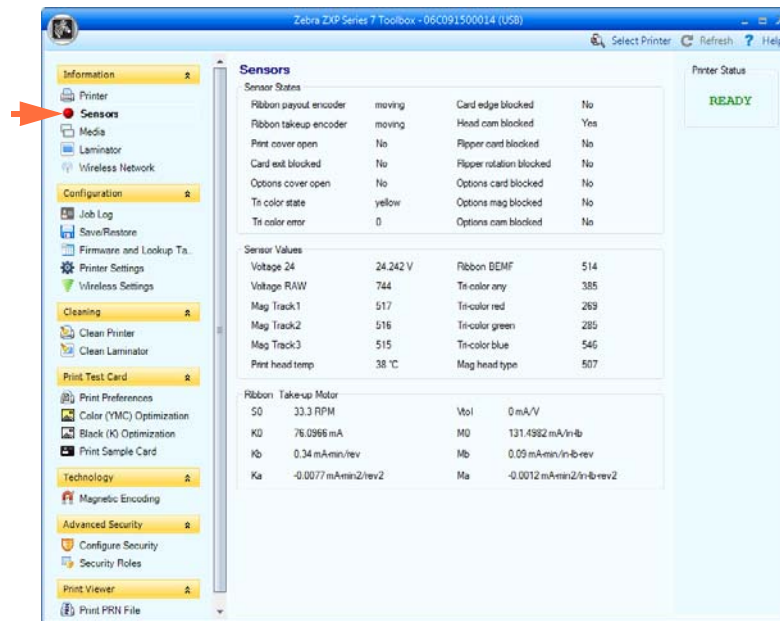 Zebra ZXP Series 7 Toolbox - 06C091500014 (USB)
Select Printer Refresh ? Help
Information
Printer
Sensors
Media
Laminator
Wireless Network
Configuration
Job Log
Save/Restore
Firmware and Lookup Ta..
Printer Settings
Wireless Settings
Cleaning
Clean Printer
Clean Laminator
Print Test Card
Print Preferences
Color (YMC) Optimization
Black (K) Optimization
Print Sample Card
Technology
Magnetic Encoding
Advanced Security
Configure Security
Security Roles
Print Viewer
Print PRN File
Sensors
Sensor States
Ribbon payout encoder moving Card edge blocked No
Ribbon takeup encoder moving Head cam blocked Yes
Print cover open No Flipper card blocked No
Card exit blocked No Flipper rotation blocked No
Options cover open No Options card blocked No
Tri color state yellow Options mag blocked No
Tri color error 0 Options cam blocked No
Sensor Values
Voltage 24 24.242 V Ribbon BEMF 514
Voltage RAW 744 Tri-color any 385
Mag Track1 517 Tri-color red 269
Mag Track2 516 Tri-color green 285
Mag Track3 515 Tri-color blue 546
Print head temp 38 °C Mag head type 507
Ribbon Take-up Motor
S0 33.3 RPM Vtol 0 mA/V
K0 76.0966 mA M0 131.4982 mA/in-lb
Kb 0.34 mA-min/rev Mb 0.09 mA-min/in-lb-rev
Ka -0.0077 mA-min2/rev2 Ma -0.0012 mA-min2/in-lb-rev2
Printer Status
READY